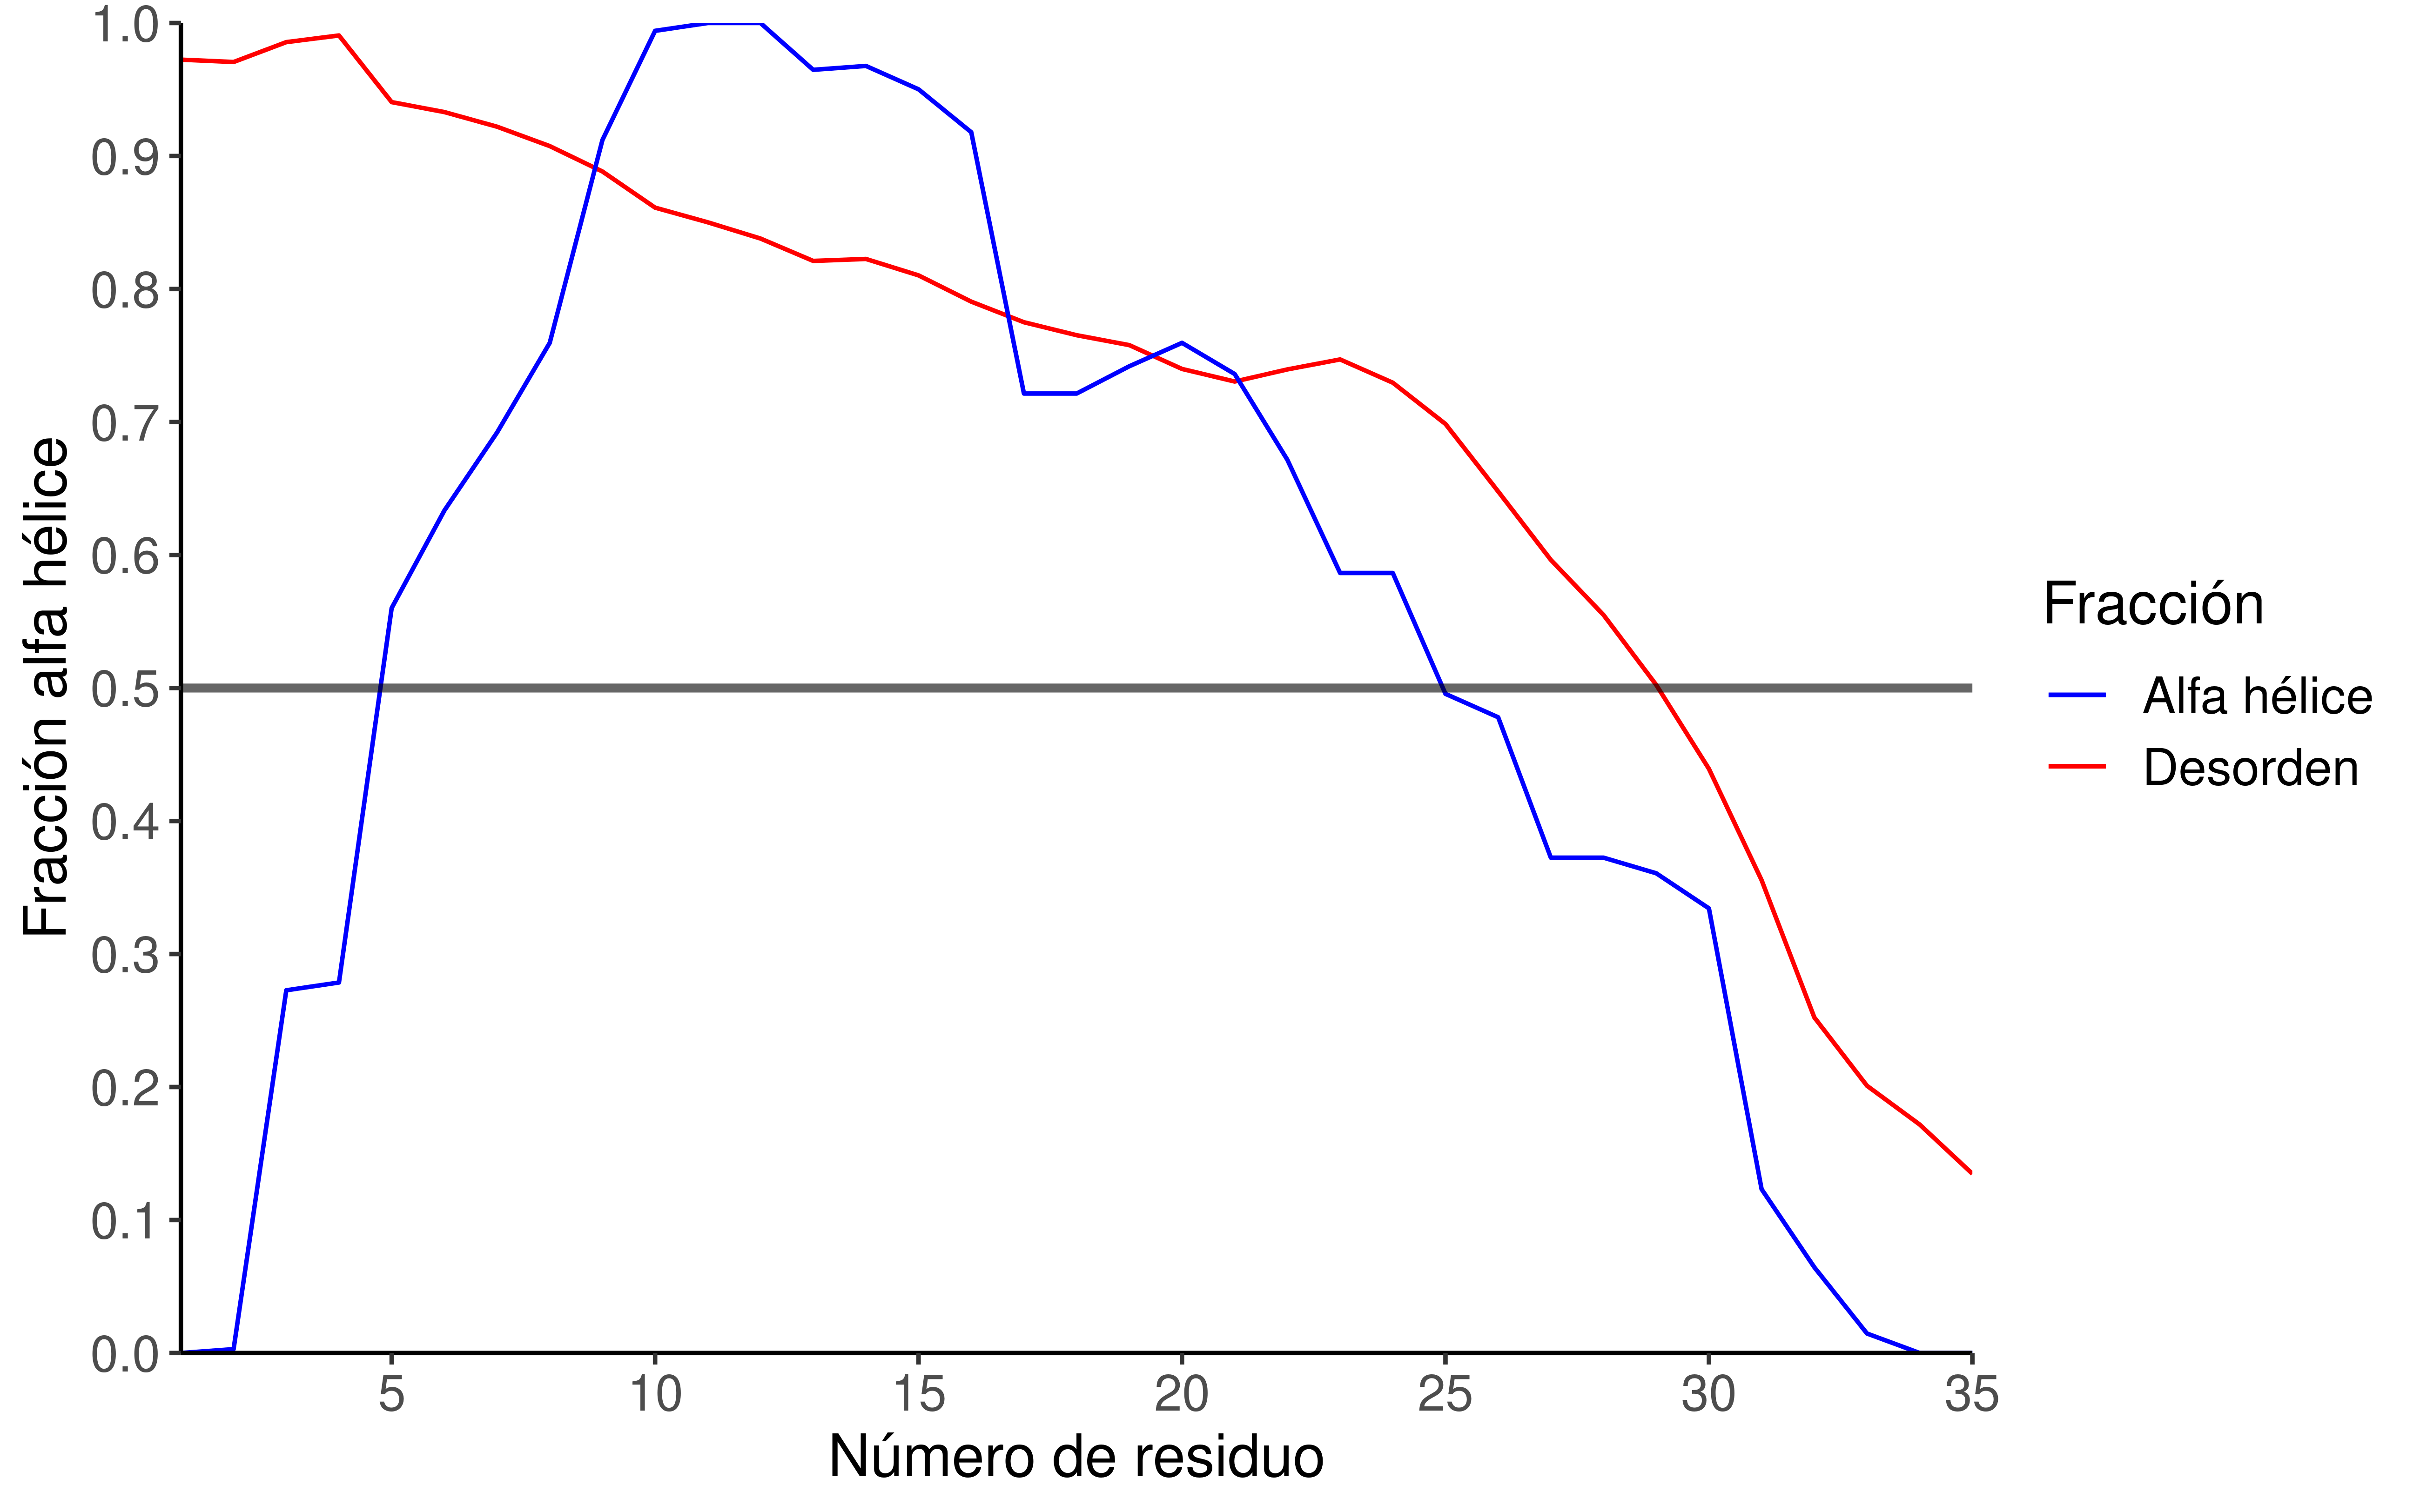 Fracción alfa hélice
1.0
0.9
0.8
0.7
0.6
0.5
0.4
0.3
0.2
0.1
0.0
5 10 15 20 25 30 35
Número de residuo
Fracción
Alfa hélice
Desorden